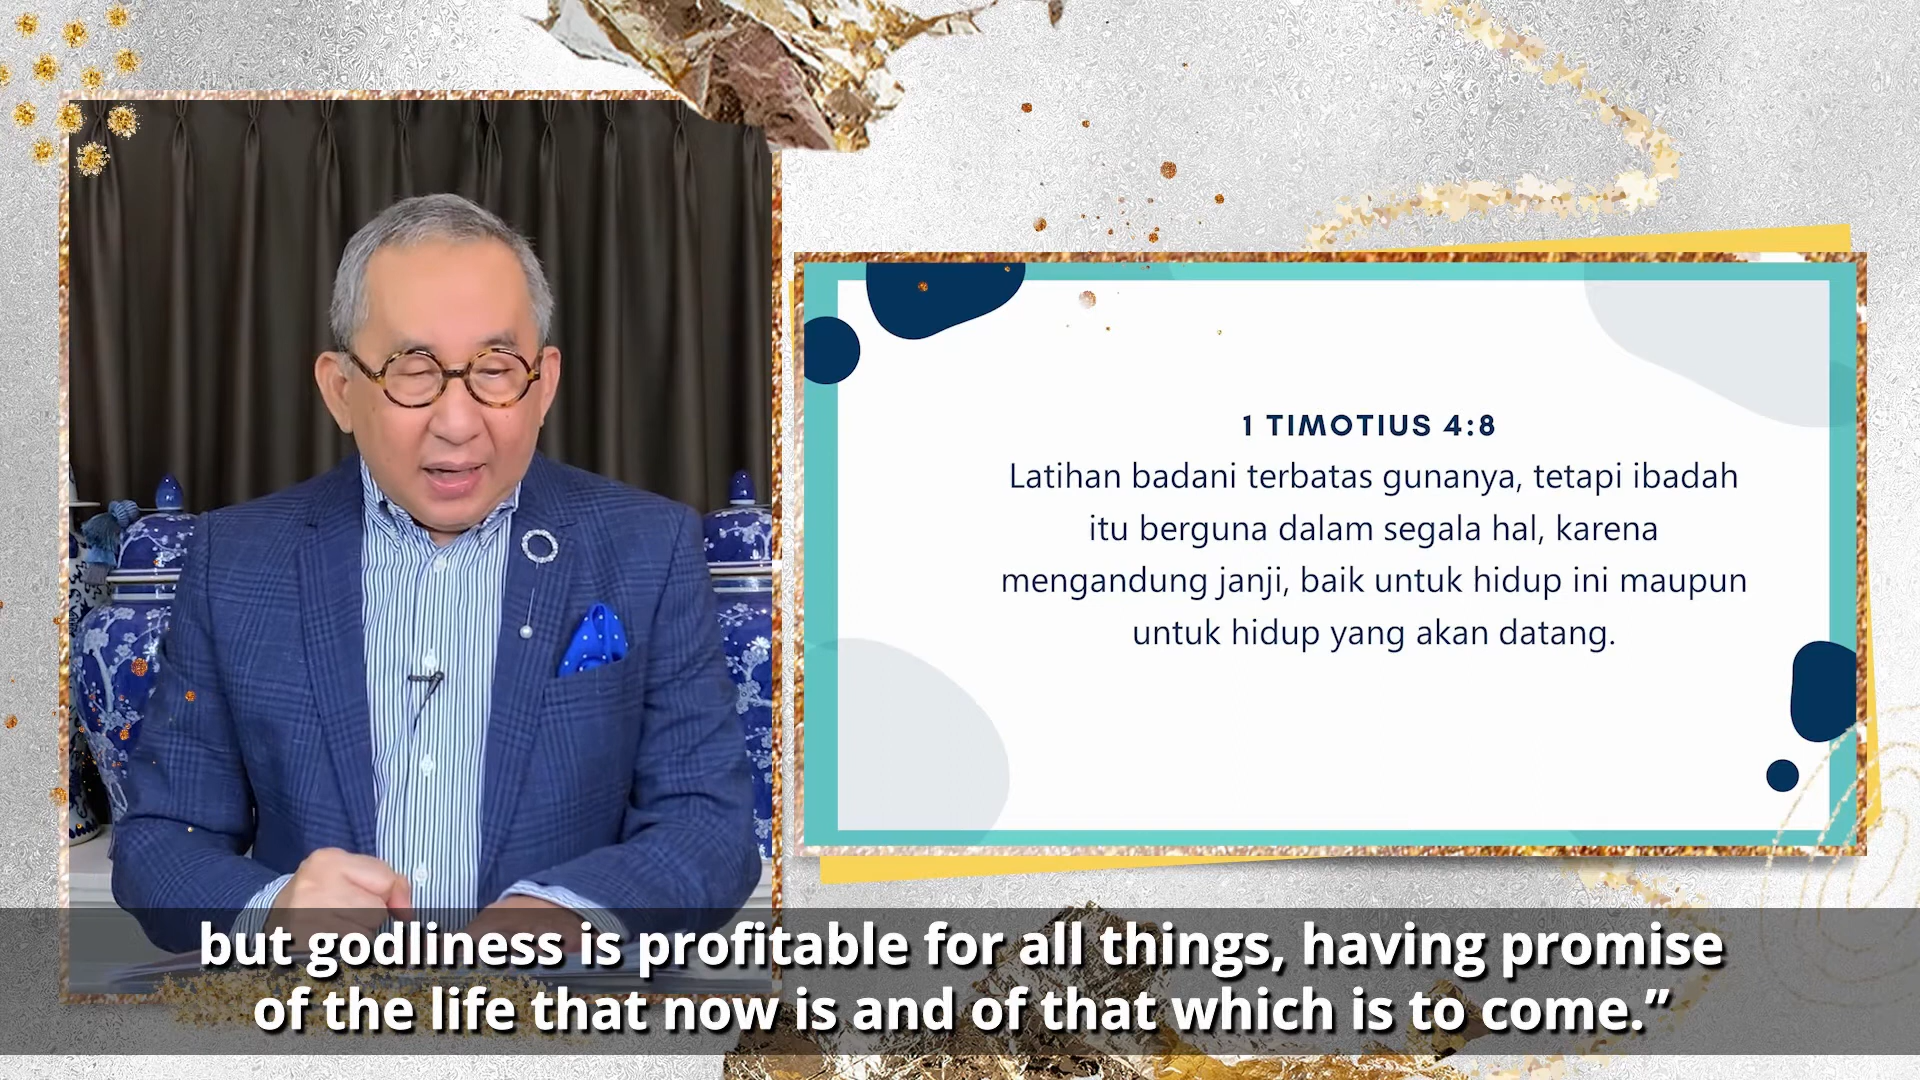 1 TIMOTIUS 4:8
Latihan badani terbatas gunanya, tetapi ibadah
itu berguna dalam segala hal, karena
mengandung janji, baik untuk hidup ini maupun
untuk hidup yang akan datang.
but godliness is profitable for all things, having promise
of the life that now is and of that which is to come.”